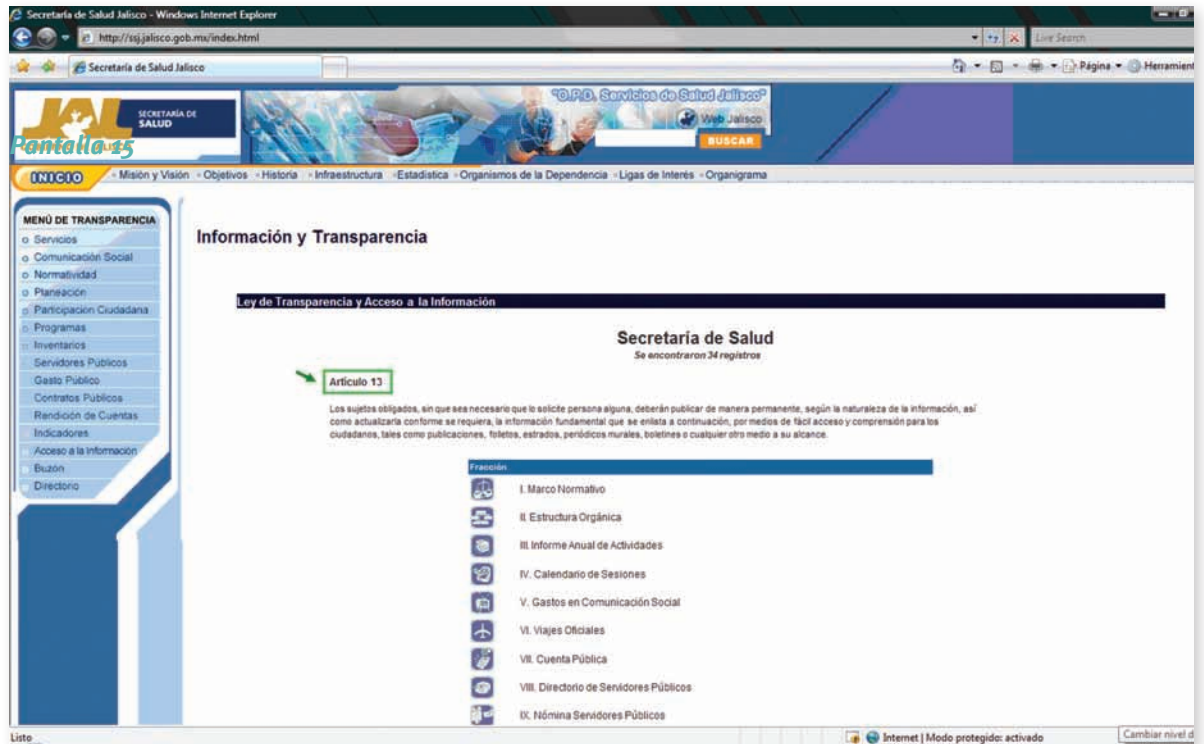 Secretaría de Salud Jalisco - Windows Internet Explorer
http://ssj.jalisco.gob.mx/index.html
Live Search
Secretaría de Salud Jalisco
Página
Herramient
SECRETARÍA DE
SALUD
"O.P.D. Servicios de Salud Jalisco"
Web Jalisco
BUSCAR
Pantalla 15
INICIO
Misión y Visión Objetivos Historia Infraestructura Estadística Organismos de la Dependencia Ligas de Interés Organigrama
MENÚ DE TRANSPARENCIA
Servicios
Comunicación Social
Normatividad
Planeación
Participación Ciudadana
Programas
Inventarios
Servidores Públicos
Gasto Público
Contratos Públicos
Rendición de Cuentas
Indicadores
Acceso a la Información
Buzón
Directorio
Información y Transparencia
Ley de Transparencia y Acceso a la Información
Secretaría de Salud
Se encontraron 34 registros
Artículo 13
Los sujetos obligados, sin que sea necesario que lo solicite persona alguna, deberán publicar de manera permanente, según la naturaleza de la información, así
como actualizarla conforme se requiera, la información fundamental que se enlista a continuación, por medios de fácil acceso y comprensión para los
ciudadanos, tales como publicaciones, folletos, estrados, periódicos murales, boletines o cualquier otro medio a su alcance.
Fracción
I. Marco Normativo
II. Estructura Orgánica
III. Informe Anual de Actividades
IV. Calendario de Sesiones
V. Gastos en Comunicación Social
VI. Viajes Oficiales
VII. Cuenta Pública
VIII. Directorio de Servidores Públicos
IX. Nómina Servidores Públicos
Listo
Internet | Modo protegido: activado
Cambiar nivel d